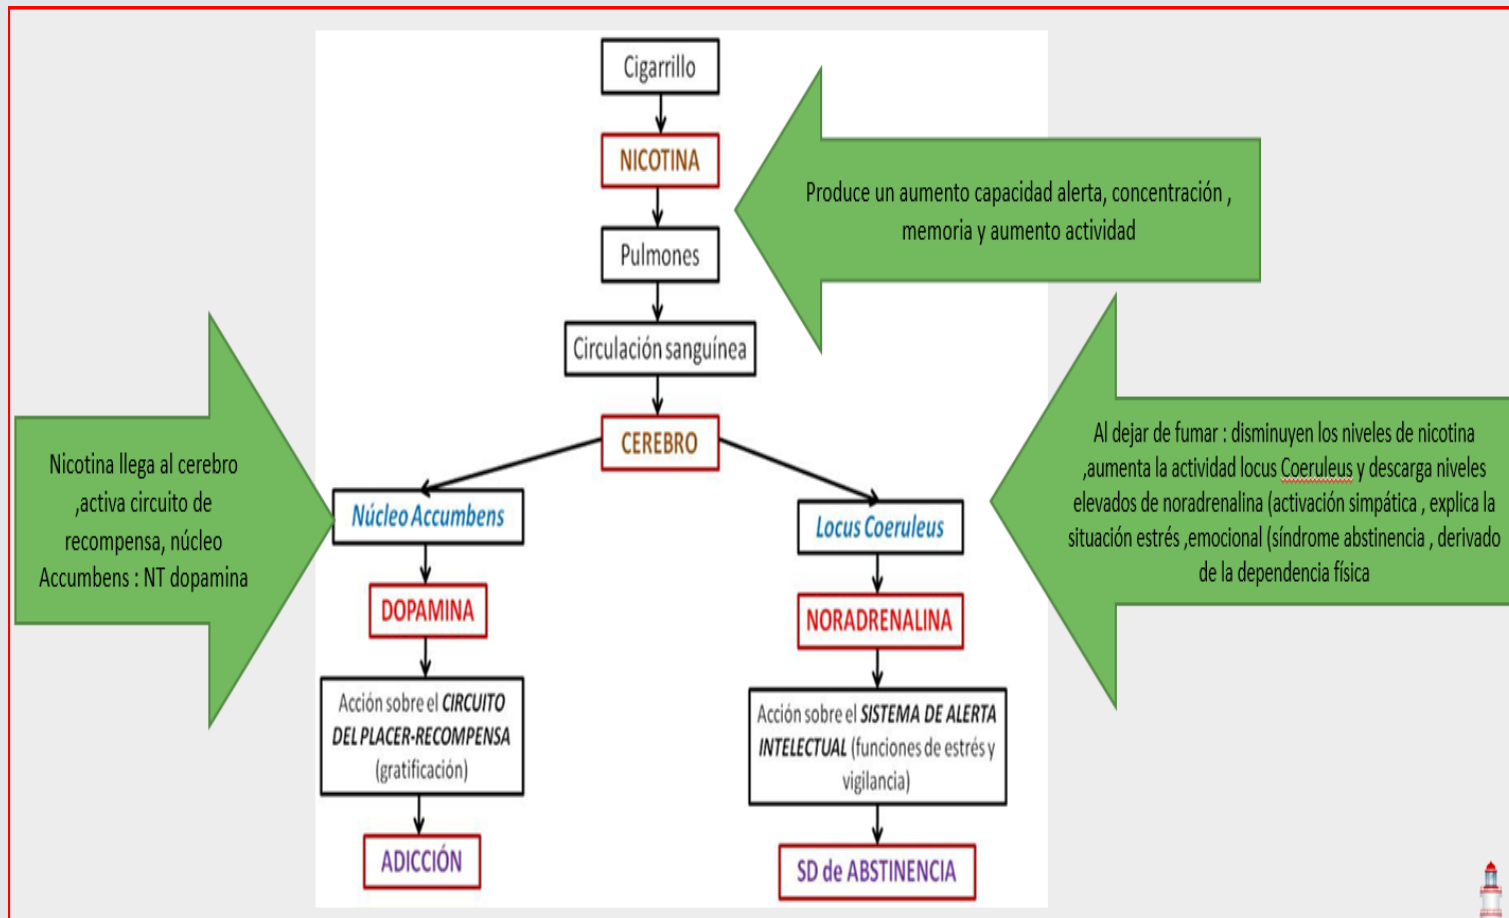 Cigarrillo
NICOTINA
Produce un aumento capacidad alerta, concentración ,
memoria y aumento actividad
Pulmones
Circulación sanguínea
CEREBRO
Nicotina llega al cerebro
,activa circuito de
recompensa, núcleo
Accumbens : NT dopamina
Al dejar de fumar : disminuyen los niveles de nicotina
,aumenta la actividad locus Coeruleus y descarga niveles
elevados de noradrenalina (activación simpática , explica la
situación estrés ,emocional (síndrome abstinencia , derivado
de la dependencia física
Núcleo Accumbens
DOPAMINA
Acción sobre el CIRCUITO
DEL PLACER-RECOMPENSA
(gratificación)
ADICCIÓN
Locus Coeruleus
NORADRENALINA
Acción sobre el SISTEMA DE ALERTA
INTELECTUAL (funciones de estrés y
vigilancia)
SD de ABSTINENCIA